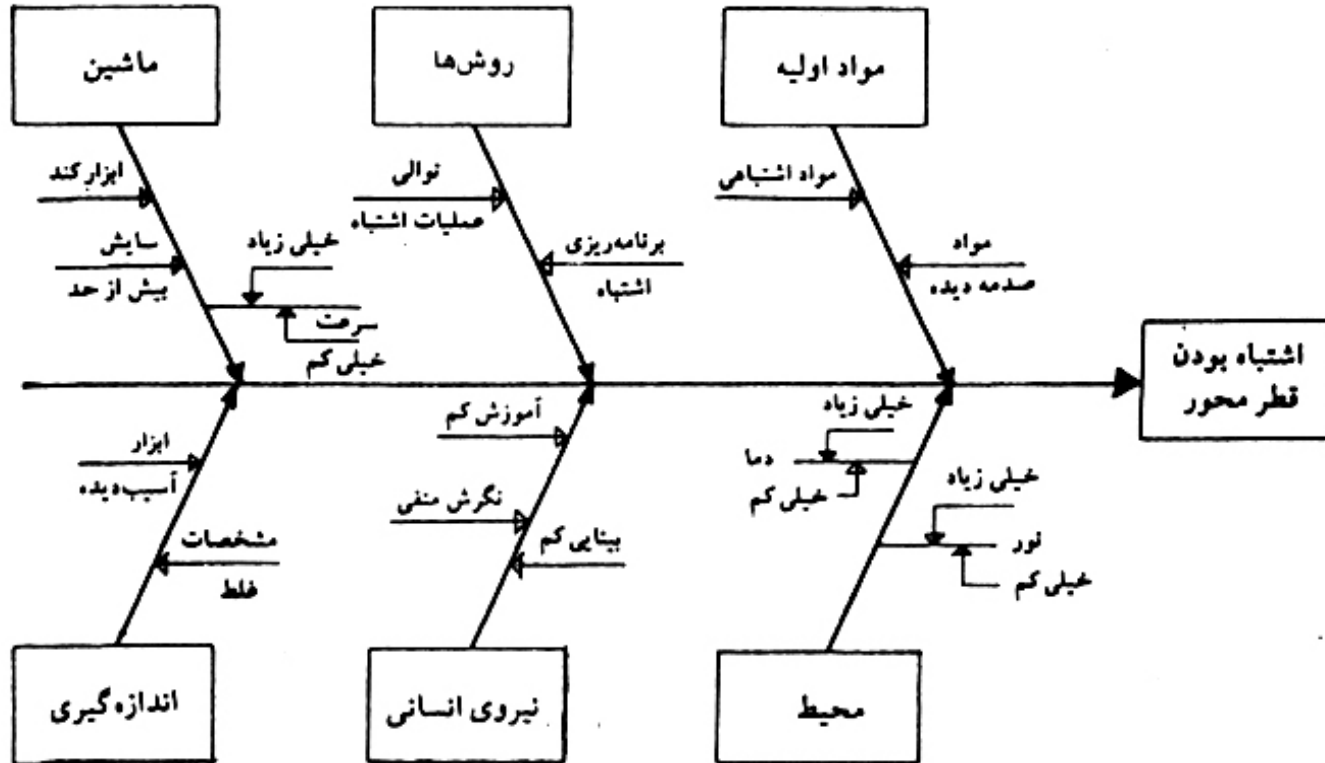 ماشین
روش‌ها
مواد اولیه
ابزار کند
سایش
بیش از حد
خیلی زیاد
سرعت
خیلی کم
توالی
عملیات اشتباه
برنامه‌ریزی
اشتباه
مواد اشتباهی
مواد
صدمه دیده
اشتباه بودن
قطر محور
ابزار
آسیب‌دیده
مشخصات
غلط
آموزش کم
نگرش منفی
بینایی کم
خیلی زیاد
دما
خیلی کم
خیلی زیاد
نور
خیلی کم
اندازه‌گیری
نیروی انسانی
محیط